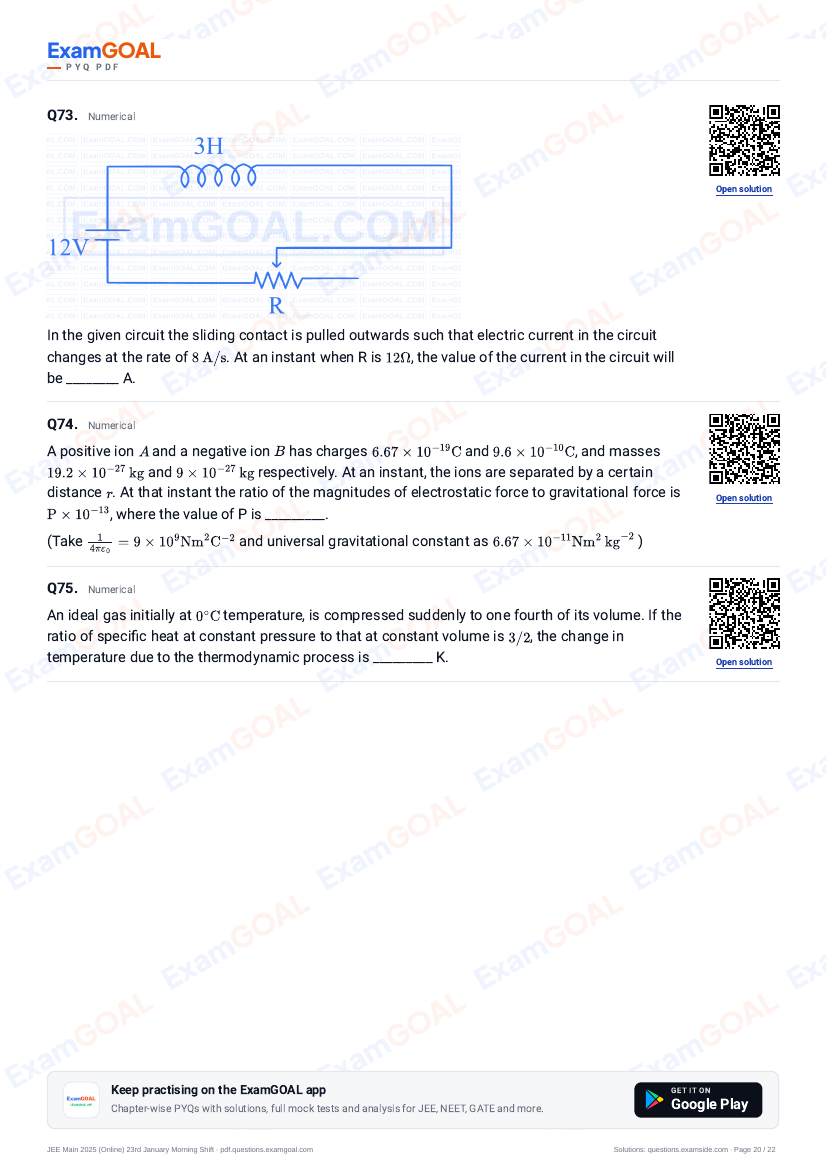 ExamGOAL
PYQ PDF
Q73. Numerical
3H
12V
R
Open solution
In the given circuit the sliding contact is pulled outwards such that electric current in the circuit
changes at the rate of 8 A/s. At an instant when R is 12Ω, the value of the current in the circuit will
be ________ A.
Q74. Numerical
A positive ion A and a negative ion B has charges 6.67 × 10⁻¹⁹C and 9.6 × 10⁻¹⁰C, and masses
19.2 × 10⁻²⁷ kg and 9 × 10⁻²⁷ kg respectively. At an instant, the ions are separated by a certain
distance r. At that instant the ratio of the magnitudes of electrostatic force to gravitational force is
P × 10⁻¹³, where the value of P is _________.
(Take 1/4πε₀ = 9 × 10⁹Nm²C⁻² and universal gravitational constant as 6.67 × 10⁻¹¹Nm² kg⁻² )
Open solution
Q75. Numerical
An ideal gas initially at 0°C temperature, is compressed suddenly to one fourth of its volume. If the
ratio of specific heat at constant pressure to that at constant volume is 3/2, the change in
temperature due to the thermodynamic process is _________ K.
Open solution
ExamGOAL
Keep practising on the ExamGOAL app
Chapter-wise PYQs with solutions, full mock tests and analysis for JEE, NEET, GATE and more.
GET IT ON
Google Play
JEE Main 2025 (Online) 23rd January Morning Shift · pdf.questions.examgoal.com
Solutions: questions.examside.com · Page 20 / 22